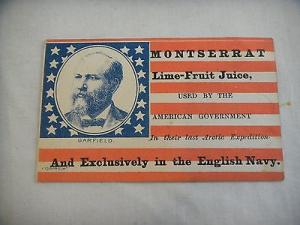 MONTSERRAT
Lime-Fruit Juice,
USED BY THE
AMERICAN GOVERNMENT
In their last Arctic Expedition
GARFIELD.
And Exclusively in the English Navy.